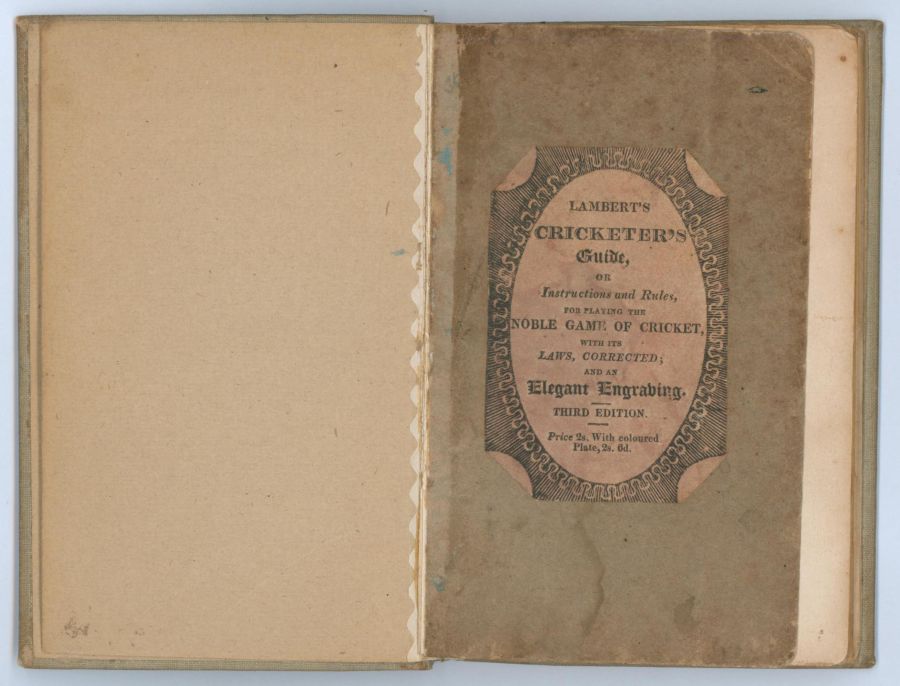 LAMBERT'S
CRICKETER'S
Guide,
OR
Instructions and Rules,
FOR PLAYING THE
NOBLE GAME OF CRICKET,
WITH ITS
LAWS, CORRECTED;
AND AN
Elegant Engraving.
THIRD EDITION.
Price 2s. With coloured
Plate, 2s. 6d.